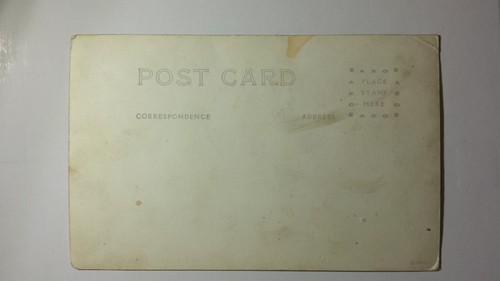 POST CARD
CORRESPONDENCE
ADDRESS
PLACE
STAMP
HERE